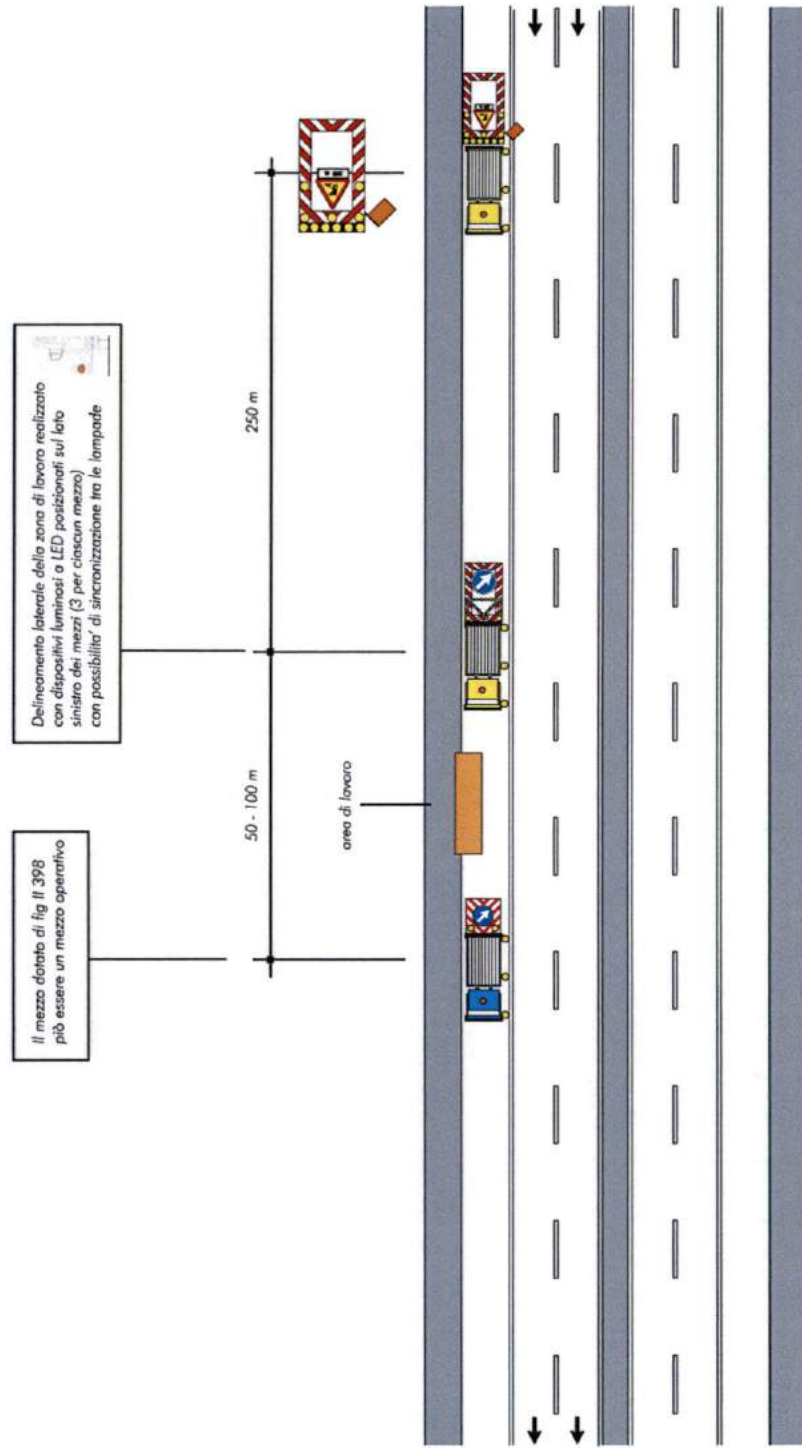 Il mezzo dotato di fig II 398
piò essere un mezzo operativo
Delineamento laterale della zona di lavoro realizzato
con dispositivi luminosi a LED posizionati sul lato
sinistro dei mezzi (3 per ciascun mezzo)
con possibilita' di sincronizzazione tra le lampade
50 - 100 m
250 m
area di lavoro